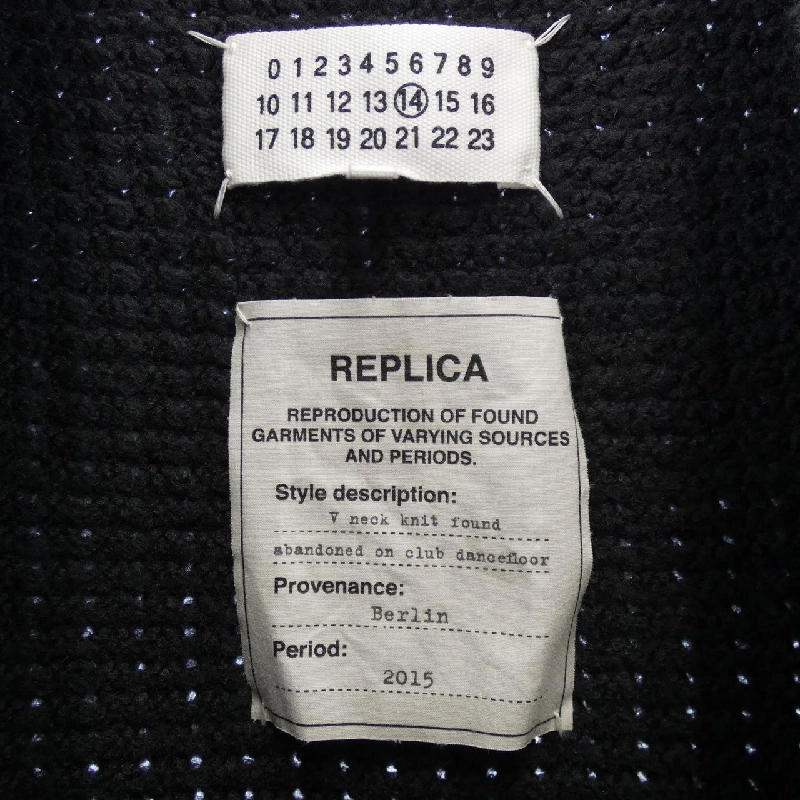 0 1 2 3 4 5 6 7 8 9
10 11 12 13 14 15 16
17 18 19 20 21 22 23
REPLICA
REPRODUCTION OF FOUND
GARMENTS OF VARYING SOURCES
AND PERIODS.
Style description:
V neck knit found
abandoned on club dancefloor
Provenance:
Berlin
Period:
2015